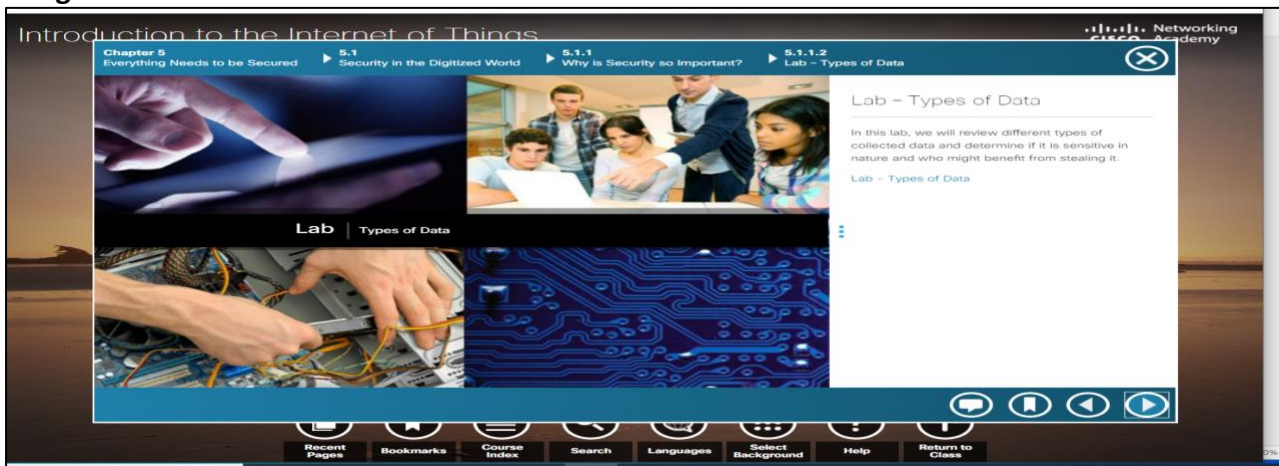 Introduction to the Internet of Things
Networking
CISCO Academy
Chapter 5
Everything Needs to be Secured
5.1
Security in the Digitized World
5.1.1
Why is Security so Important?
5.1.1.2
Lab – Types of Data
Lab – Types of Data
In this lab, we will review different types of
collected data and determine if it is sensitive in
nature and who might benefit from stealing it.
Lab - Types of Data
Lab | Types of Data
Recent
Pages
Bookmarks
Course
Index
Search
Languages
Select
Background
Help
Return to
Class